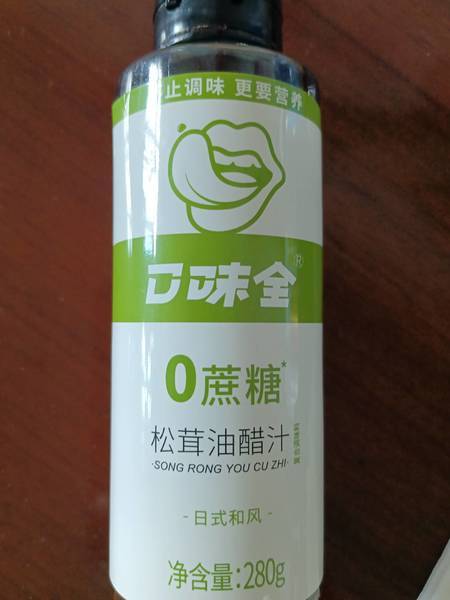 止调味 更要营养
口味全®
0蔗糖*
松茸油醋汁
·SONG RONG YOU CU ZHI·
- 日式和风 -
净含量:280g